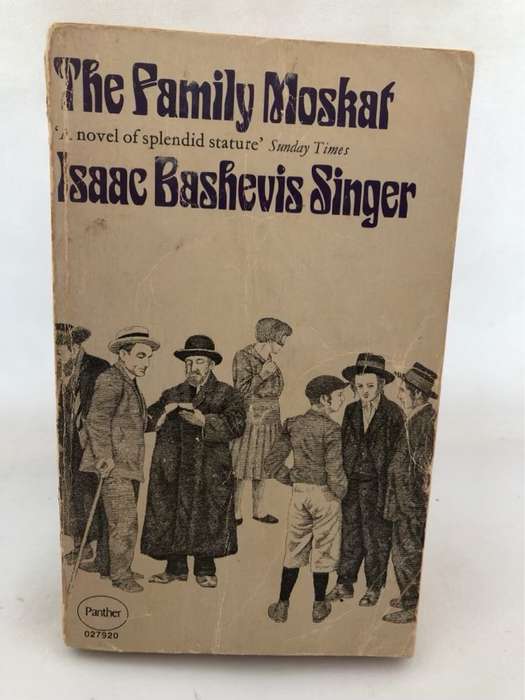 The Family Moskat
'A novel of splendid stature' Sunday Times
Isaac Bashevis Singer
Panther
027920